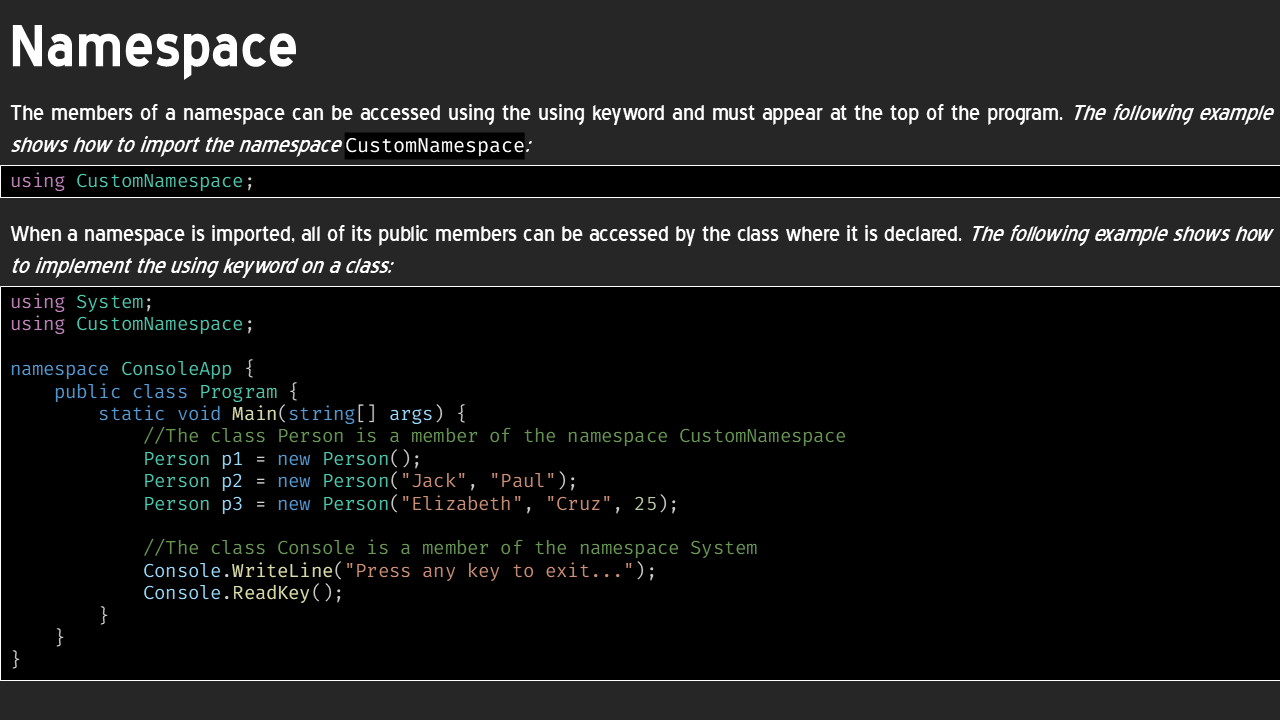 Namespace
The members of a namespace can be accessed using the using keyword and must appear at the top of the program. The following example
shows how to import the namespace CustomNamespace:
using CustomNamespace;
When a namespace is imported, all of its public members can be accessed by the class where it is declared. The following example shows how
to implement the using keyword on a class:
using System;
using CustomNamespace;

namespace ConsoleApp {
    public class Program {
        static void Main(string[] args) {
            //The class Person is a member of the namespace CustomNamespace
            Person p1 = new Person();
            Person p2 = new Person("Jack", "Paul");
            Person p3 = new Person("Elizabeth", "Cruz", 25);

            //The class Console is a member of the namespace System
            Console.WriteLine("Press any key to exit...");
            Console.ReadKey();
        }
    }
}